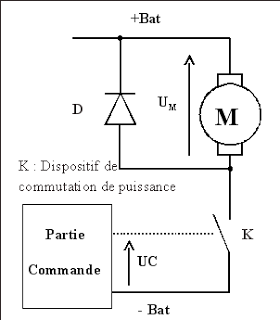 +Bat
D
U_M
M
K : Dispositif de
commutation de puissance
K
Partie
Commande
UC
- Bat